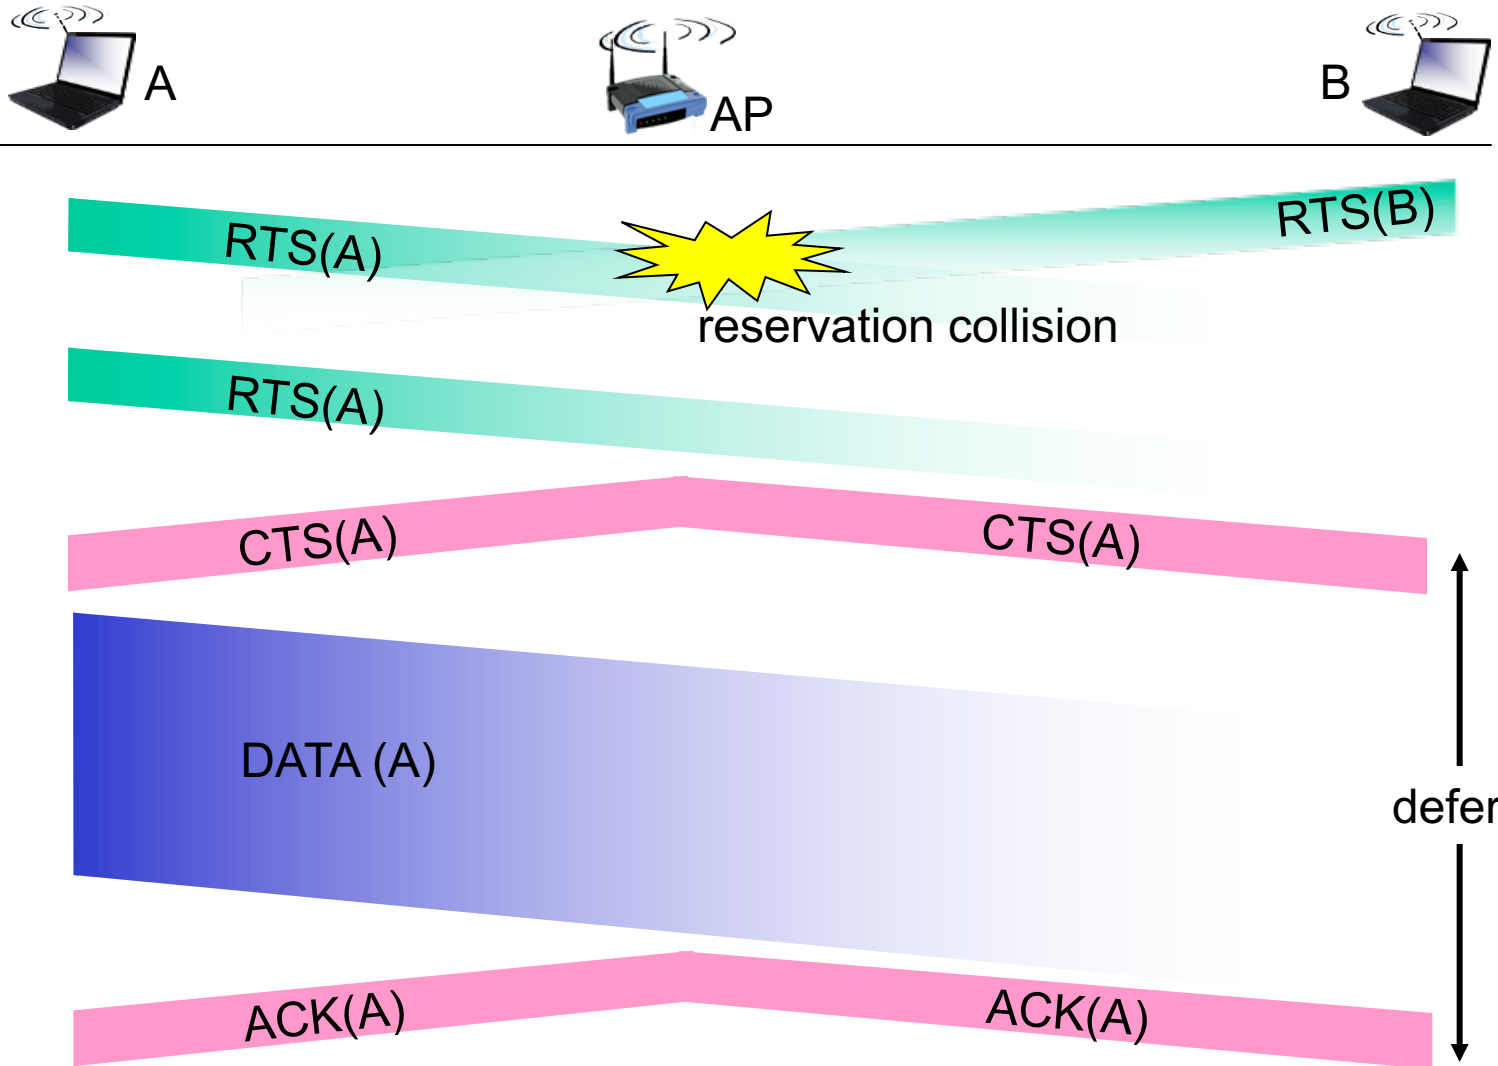 A
AP
B
RTS(A)
RTS(B)
reservation collision
RTS(A)
CTS(A)
CTS(A)
DATA (A)
defer
ACK(A)
ACK(A)